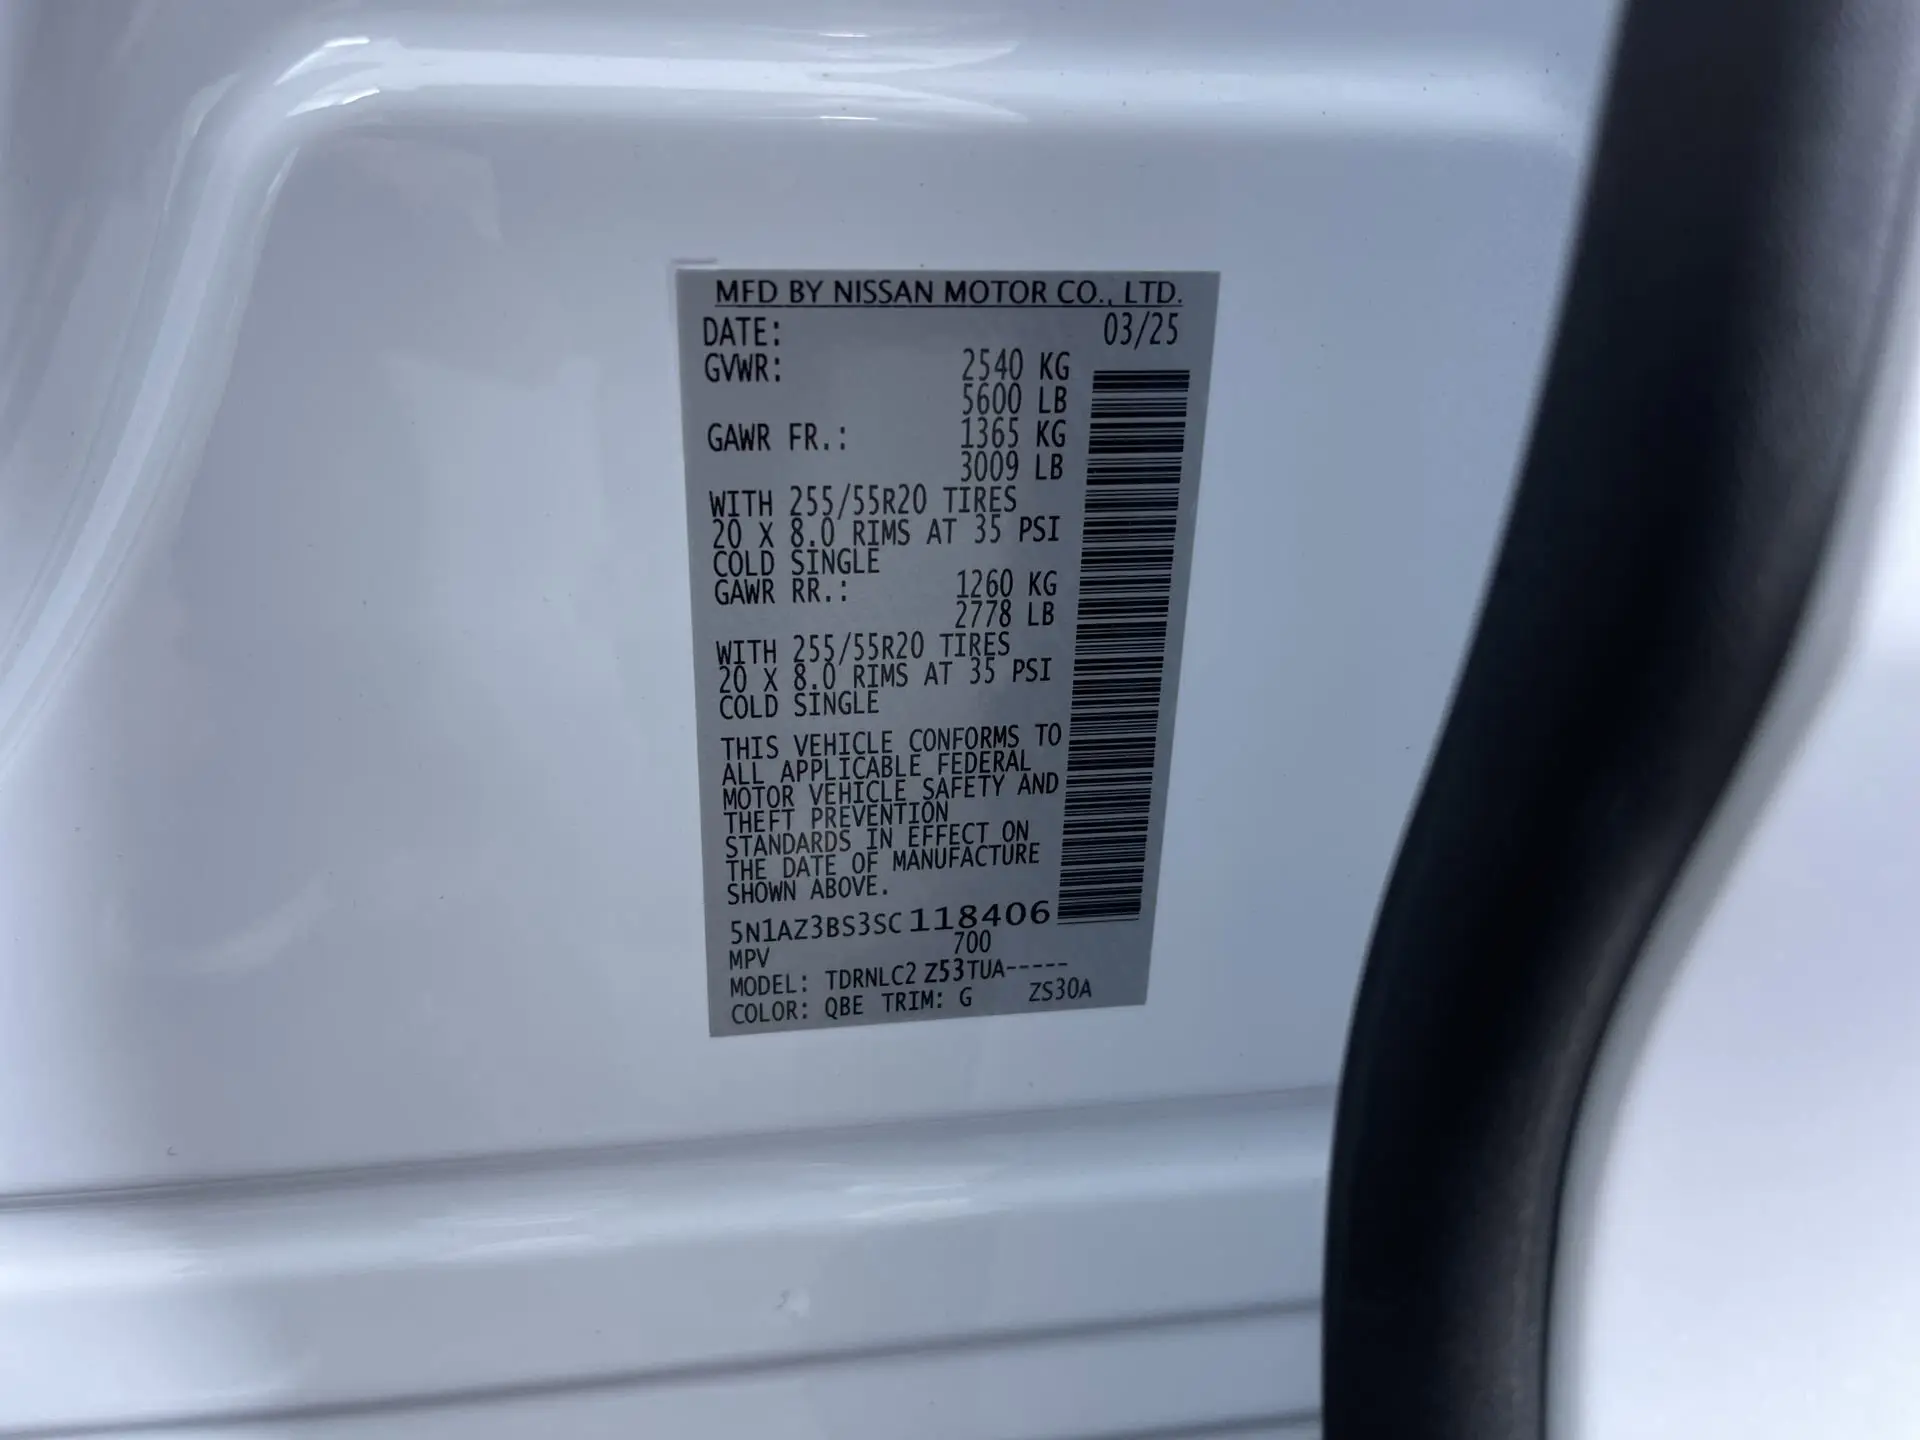 MFD BY NISSAN MOTOR CO., LTD.
DATE: 03/25
GVWR: 2540 KG
5600 LB
GAWR FR.: 1365 KG
3009 LB
WITH 255/55R20 TIRES
20 X 8.0 RIMS AT 35 PSI
COLD SINGLE
GAWR RR.: 1260 KG
2778 LB
WITH 255/55R20 TIRES
20 X 8.0 RIMS AT 35 PSI
COLD SINGLE
THIS VEHICLE CONFORMS TO
ALL APPLICABLE FEDERAL
MOTOR VEHICLE SAFETY AND
THEFT PREVENTION
STANDARDS IN EFFECT ON
THE DATE OF MANUFACTURE
SHOWN ABOVE.
5N1AZ3BS3SC118406
MPV 700
MODEL: TDRNLC2 Z53TUA-----
COLOR: QBE TRIM: G ZS30A